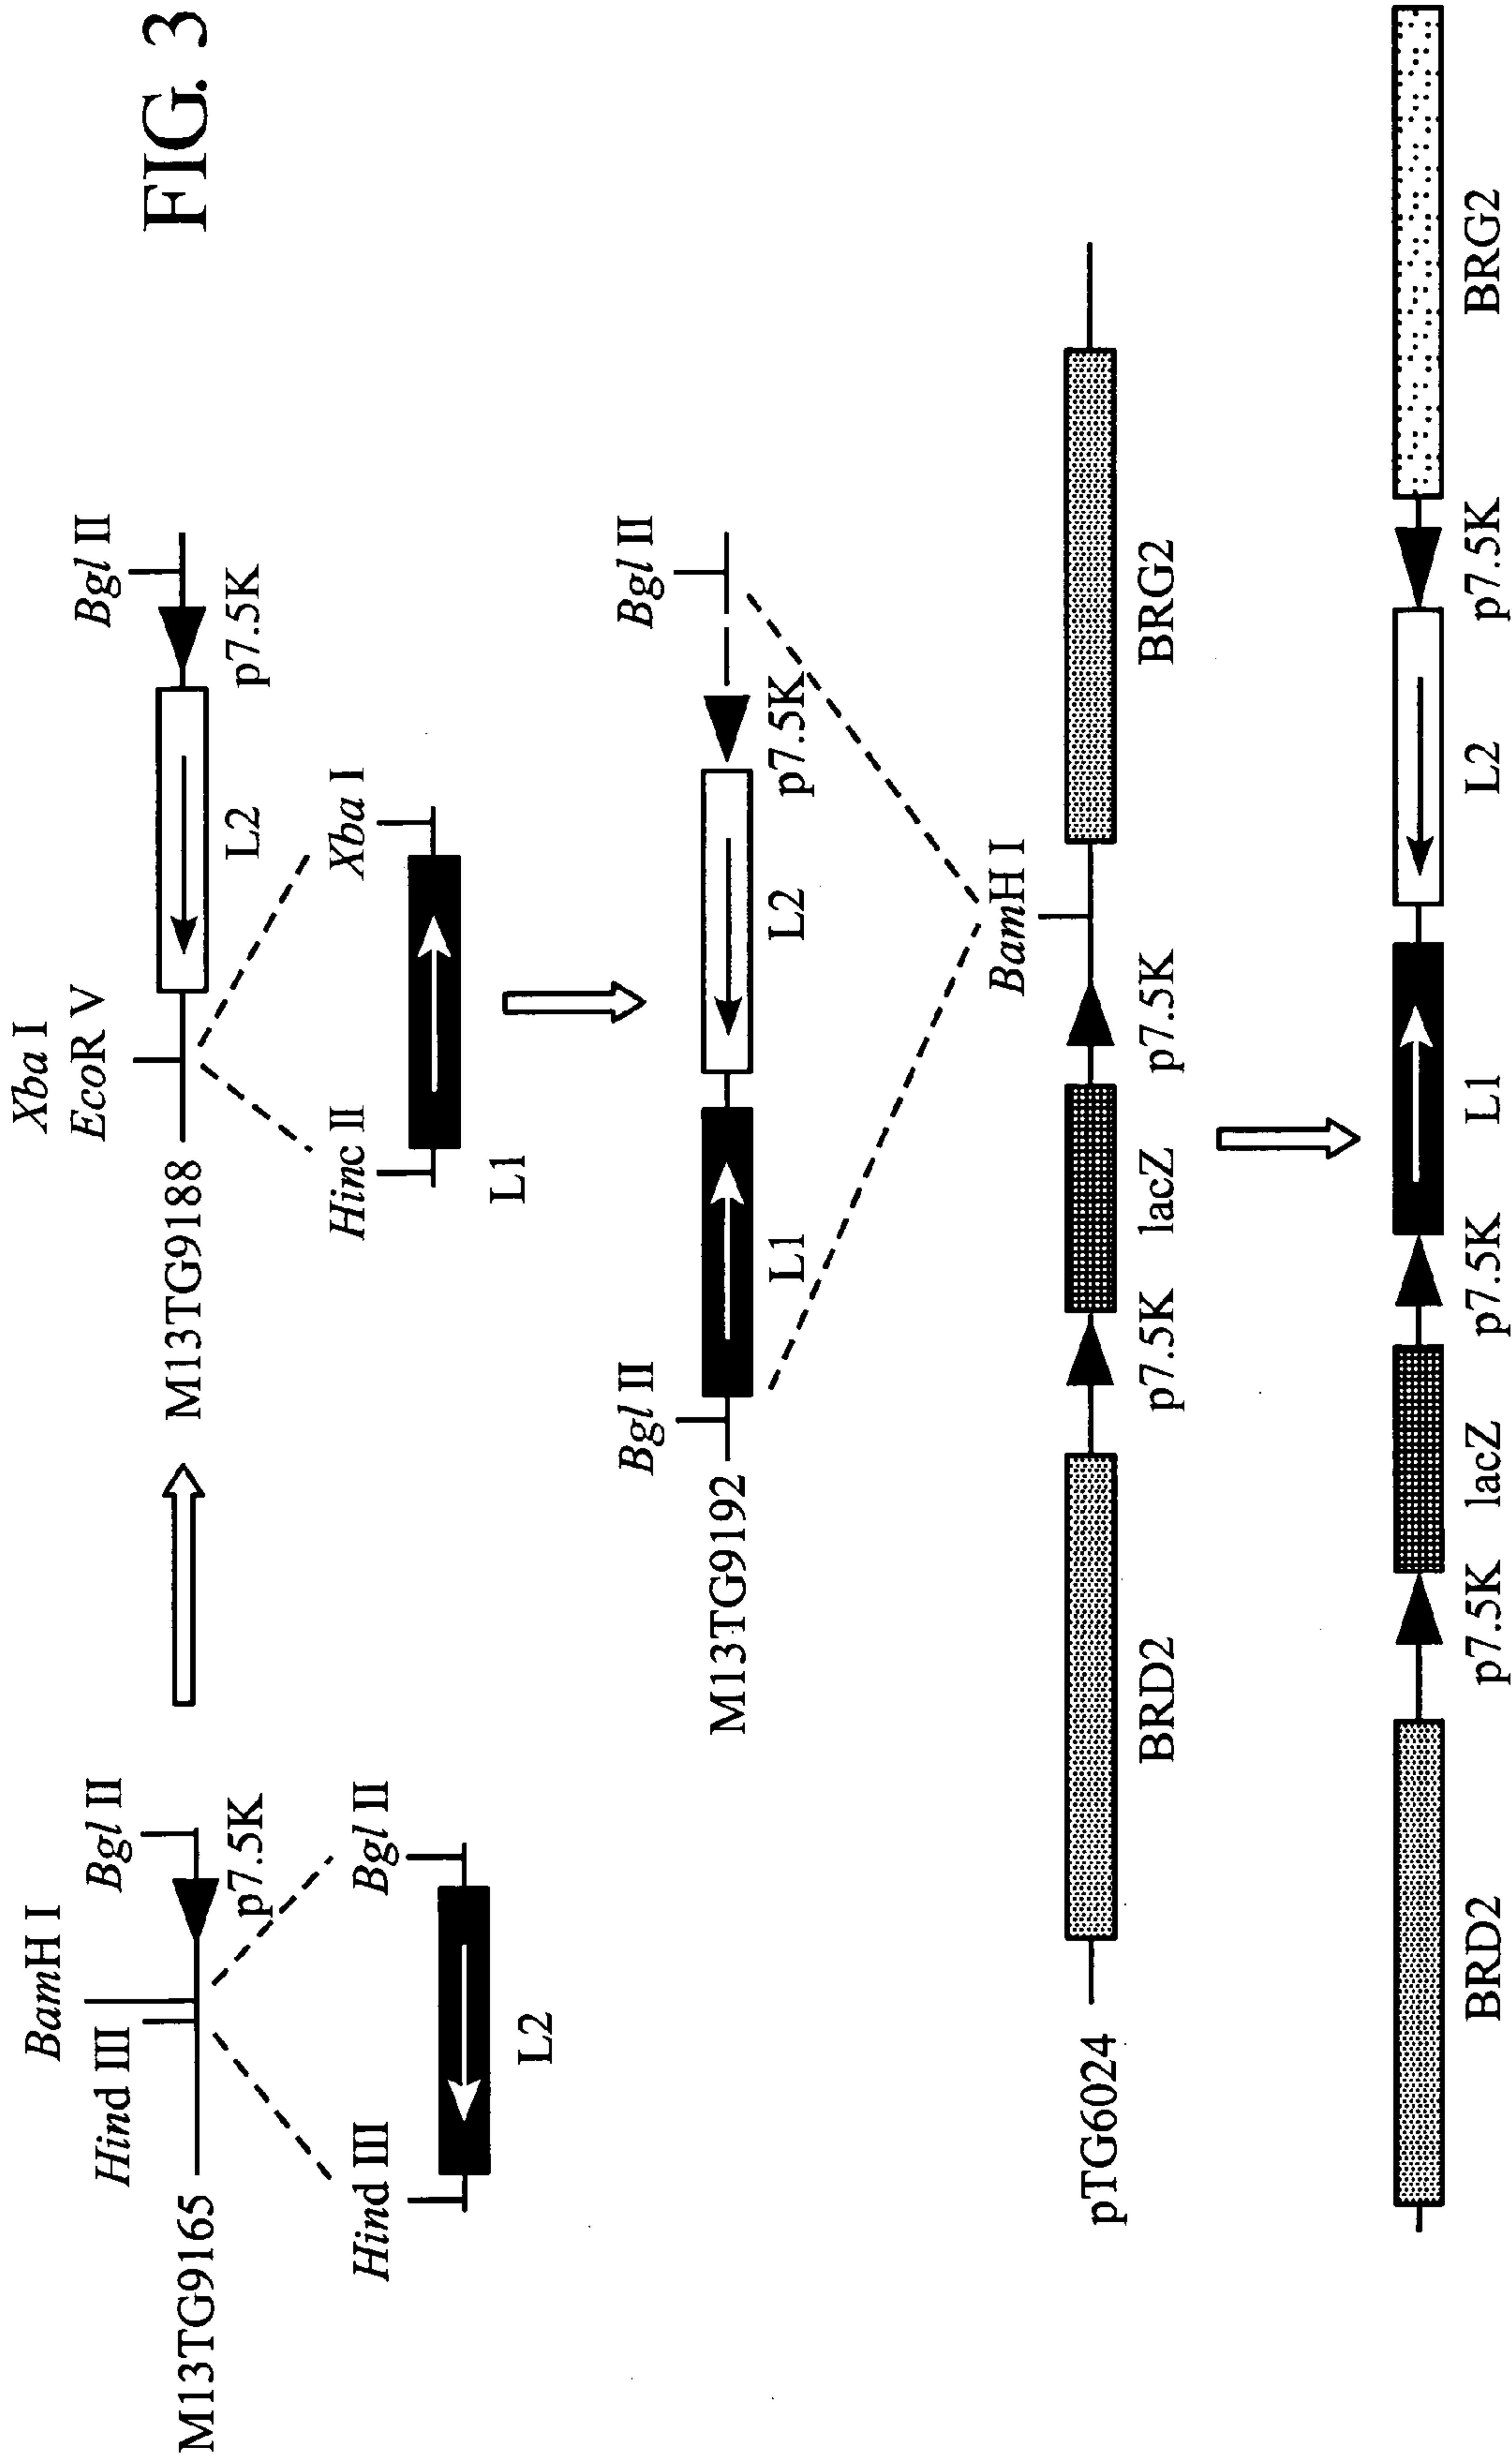 FIG. 3
BamH I
Hind III
Bgl II
M13TG9165
p7.5K
Hind III
Bgl II
L2
Xba I
EcoR V
Bgl II
M13TG9188
L2
p7.5K
Hinc II
Xba I
L1
Bgl II
Bgl II
M13TG9192
L1
L2
p7.5K
BamH I
pTG6024
BRD2
p7.5K
lacZ
p7.5K
BRG2
BRD2
p7.5K
lacZ
p7.5K
L1
L2
p7.5K
BRG2